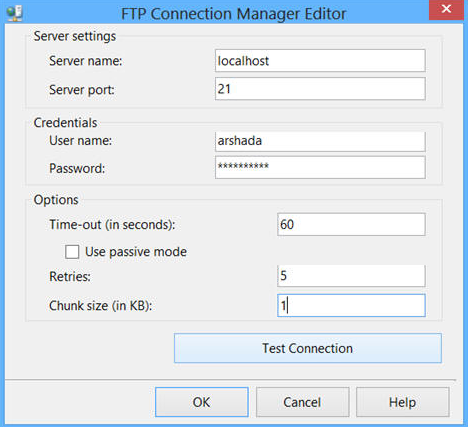 FTP Connection Manager Editor
Server settings
Server name: localhost
Server port: 21
Credentials
User name: arshada
Password: **********
Options
Time-out (in seconds): 60
Use passive mode
Retries: 5
Chunk size (in KB): 1
Test Connection
OK Cancel Help